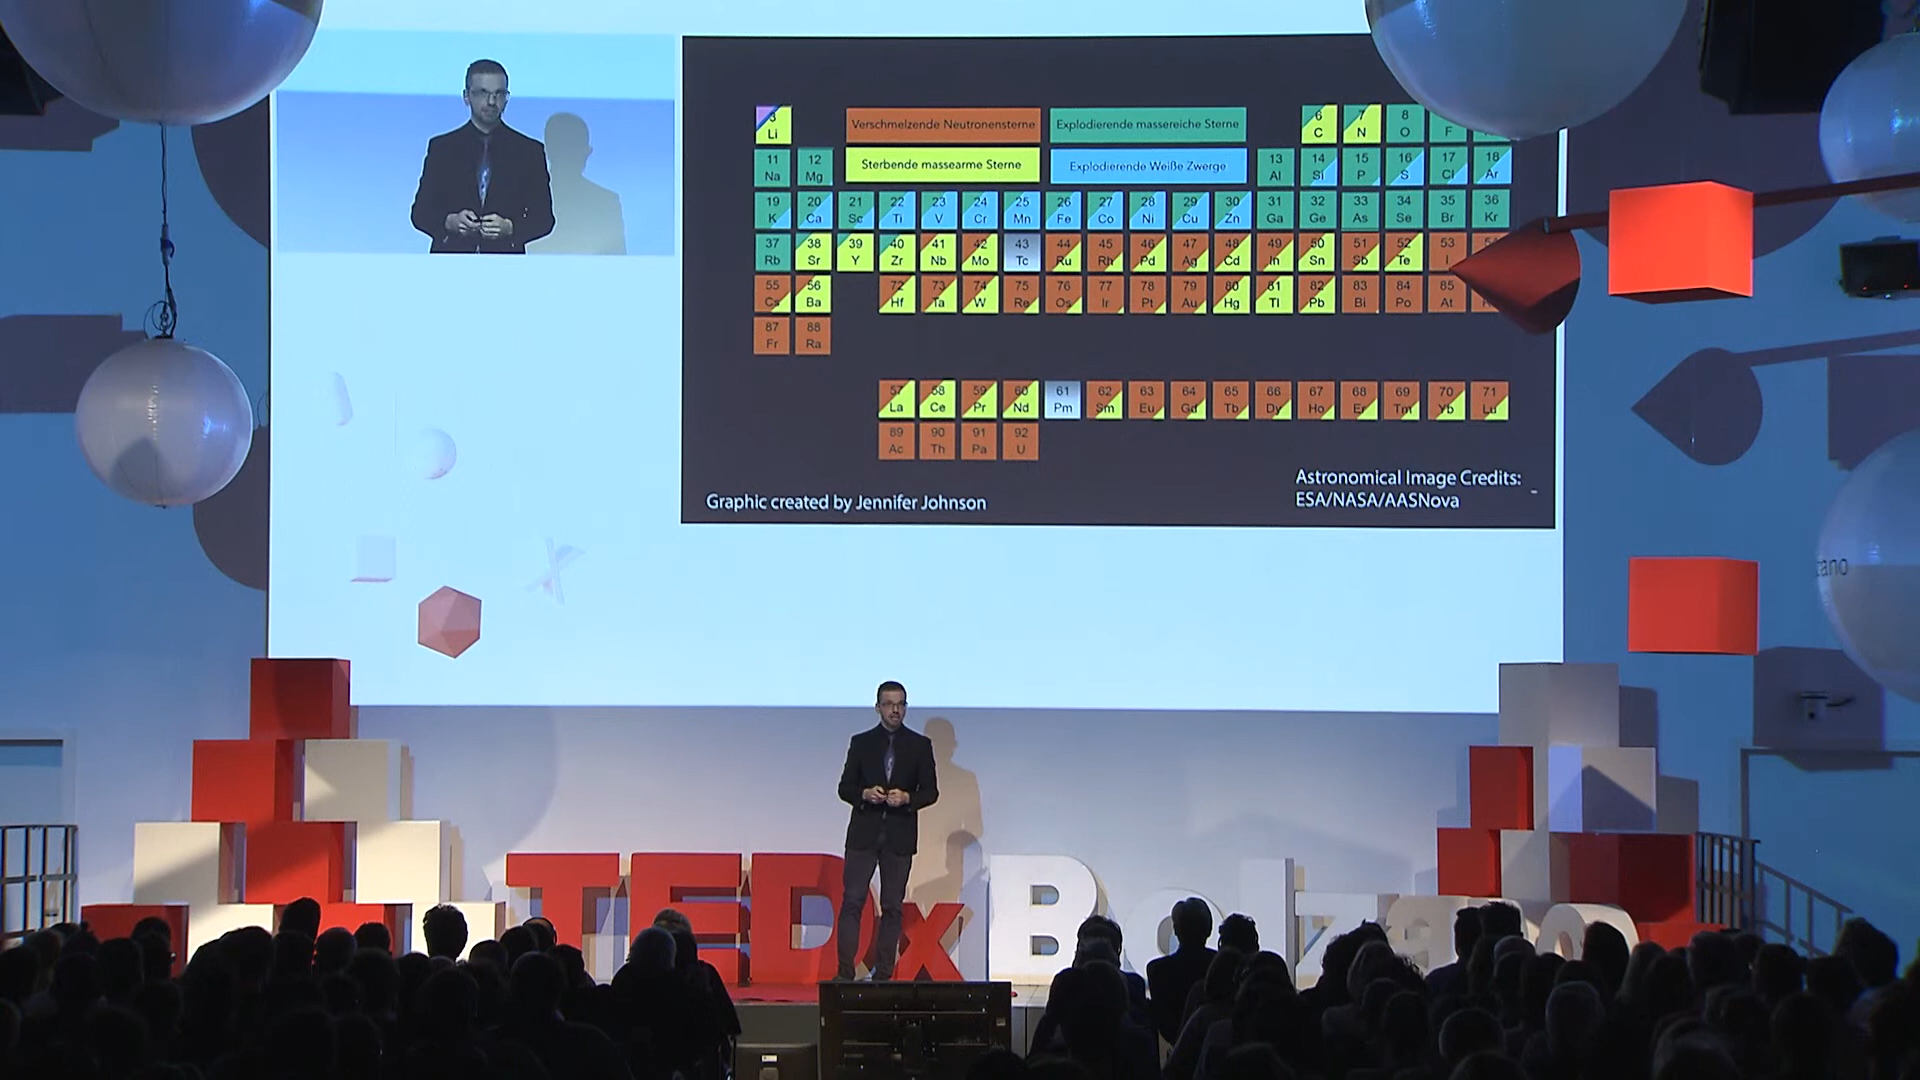 3 6 7 8
Li Verschmelzende Neutronensterne Explodierende massereiche Sterne C N O F
11 12 Sterbende massearme Sterne Explodierende Weiße Zwerge 13 14 15 16 17 18
Na Mg Al Si P S Cl Ar
19 20 21 22 23 24 25 26 27 28 29 30 31 32 33 34 35 36
K Ca Sc Ti V Cr Mn Fe Co Ni Cu Zn Ga Ge As Se Br Kr
37 38 39 40 41 42 43 44 45 46 47 48 49 50 51 52 53 54
Rb Sr Y Zr Nb Mo Tc Ru Rh Pd Ag Cd In Sn Sb Te I
55 56 72 73 74 75 76 77 78 79 80 81 82 83 84 85
Cs Ba Hf Ta W Re Os Ir Pt Au Hg Tl Pb Bi Po At
87 88
Fr Ra
57 58 59 60 61 62 63 64 65 66 67 68 69 70 71
La Ce Pr Nd Pm Sm Eu Gd Tb Dy Ho Er Tm Yb Lu
89 90 91 92
Ac Th Pa U
Graphic created by Jennifer Johnson
Astronomical Image Credits:
ESA/NASA/AASNova
zano
TEDx Bolzano